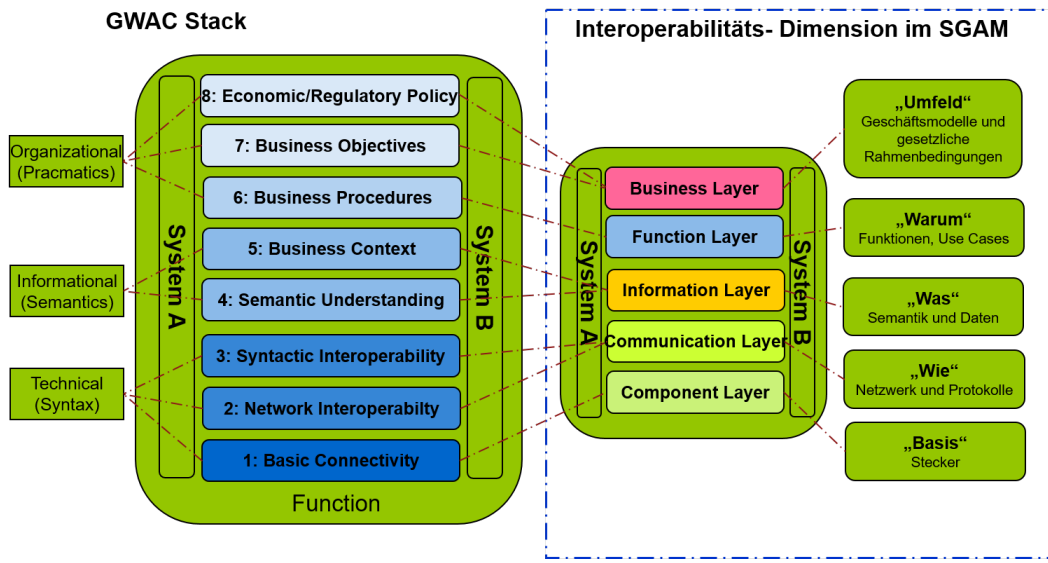 GWAC Stack
Organizational
(Pracmatics)
Informational
(Semantics)
Technical
(Syntax)
System A
8: Economic/Regulatory Policy
7: Business Objectives
6: Business Procedures
5: Business Context
4: Semantic Understanding
3: Syntactic Interoperability
2: Network Interoperabilty
1: Basic Connectivity
System B
Function
Interoperabilitäts- Dimension im SGAM
System A
Business Layer
Function Layer
Information Layer
Communication Layer
Component Layer
System B
„Umfeld“
Geschäftsmodelle und
gesetzliche
Rahmenbedingungen
„Warum“
Funktionen, Use Cases
„Was“
Semantik und Daten
„Wie“
Netzwerk und Protokolle
„Basis“
Stecker